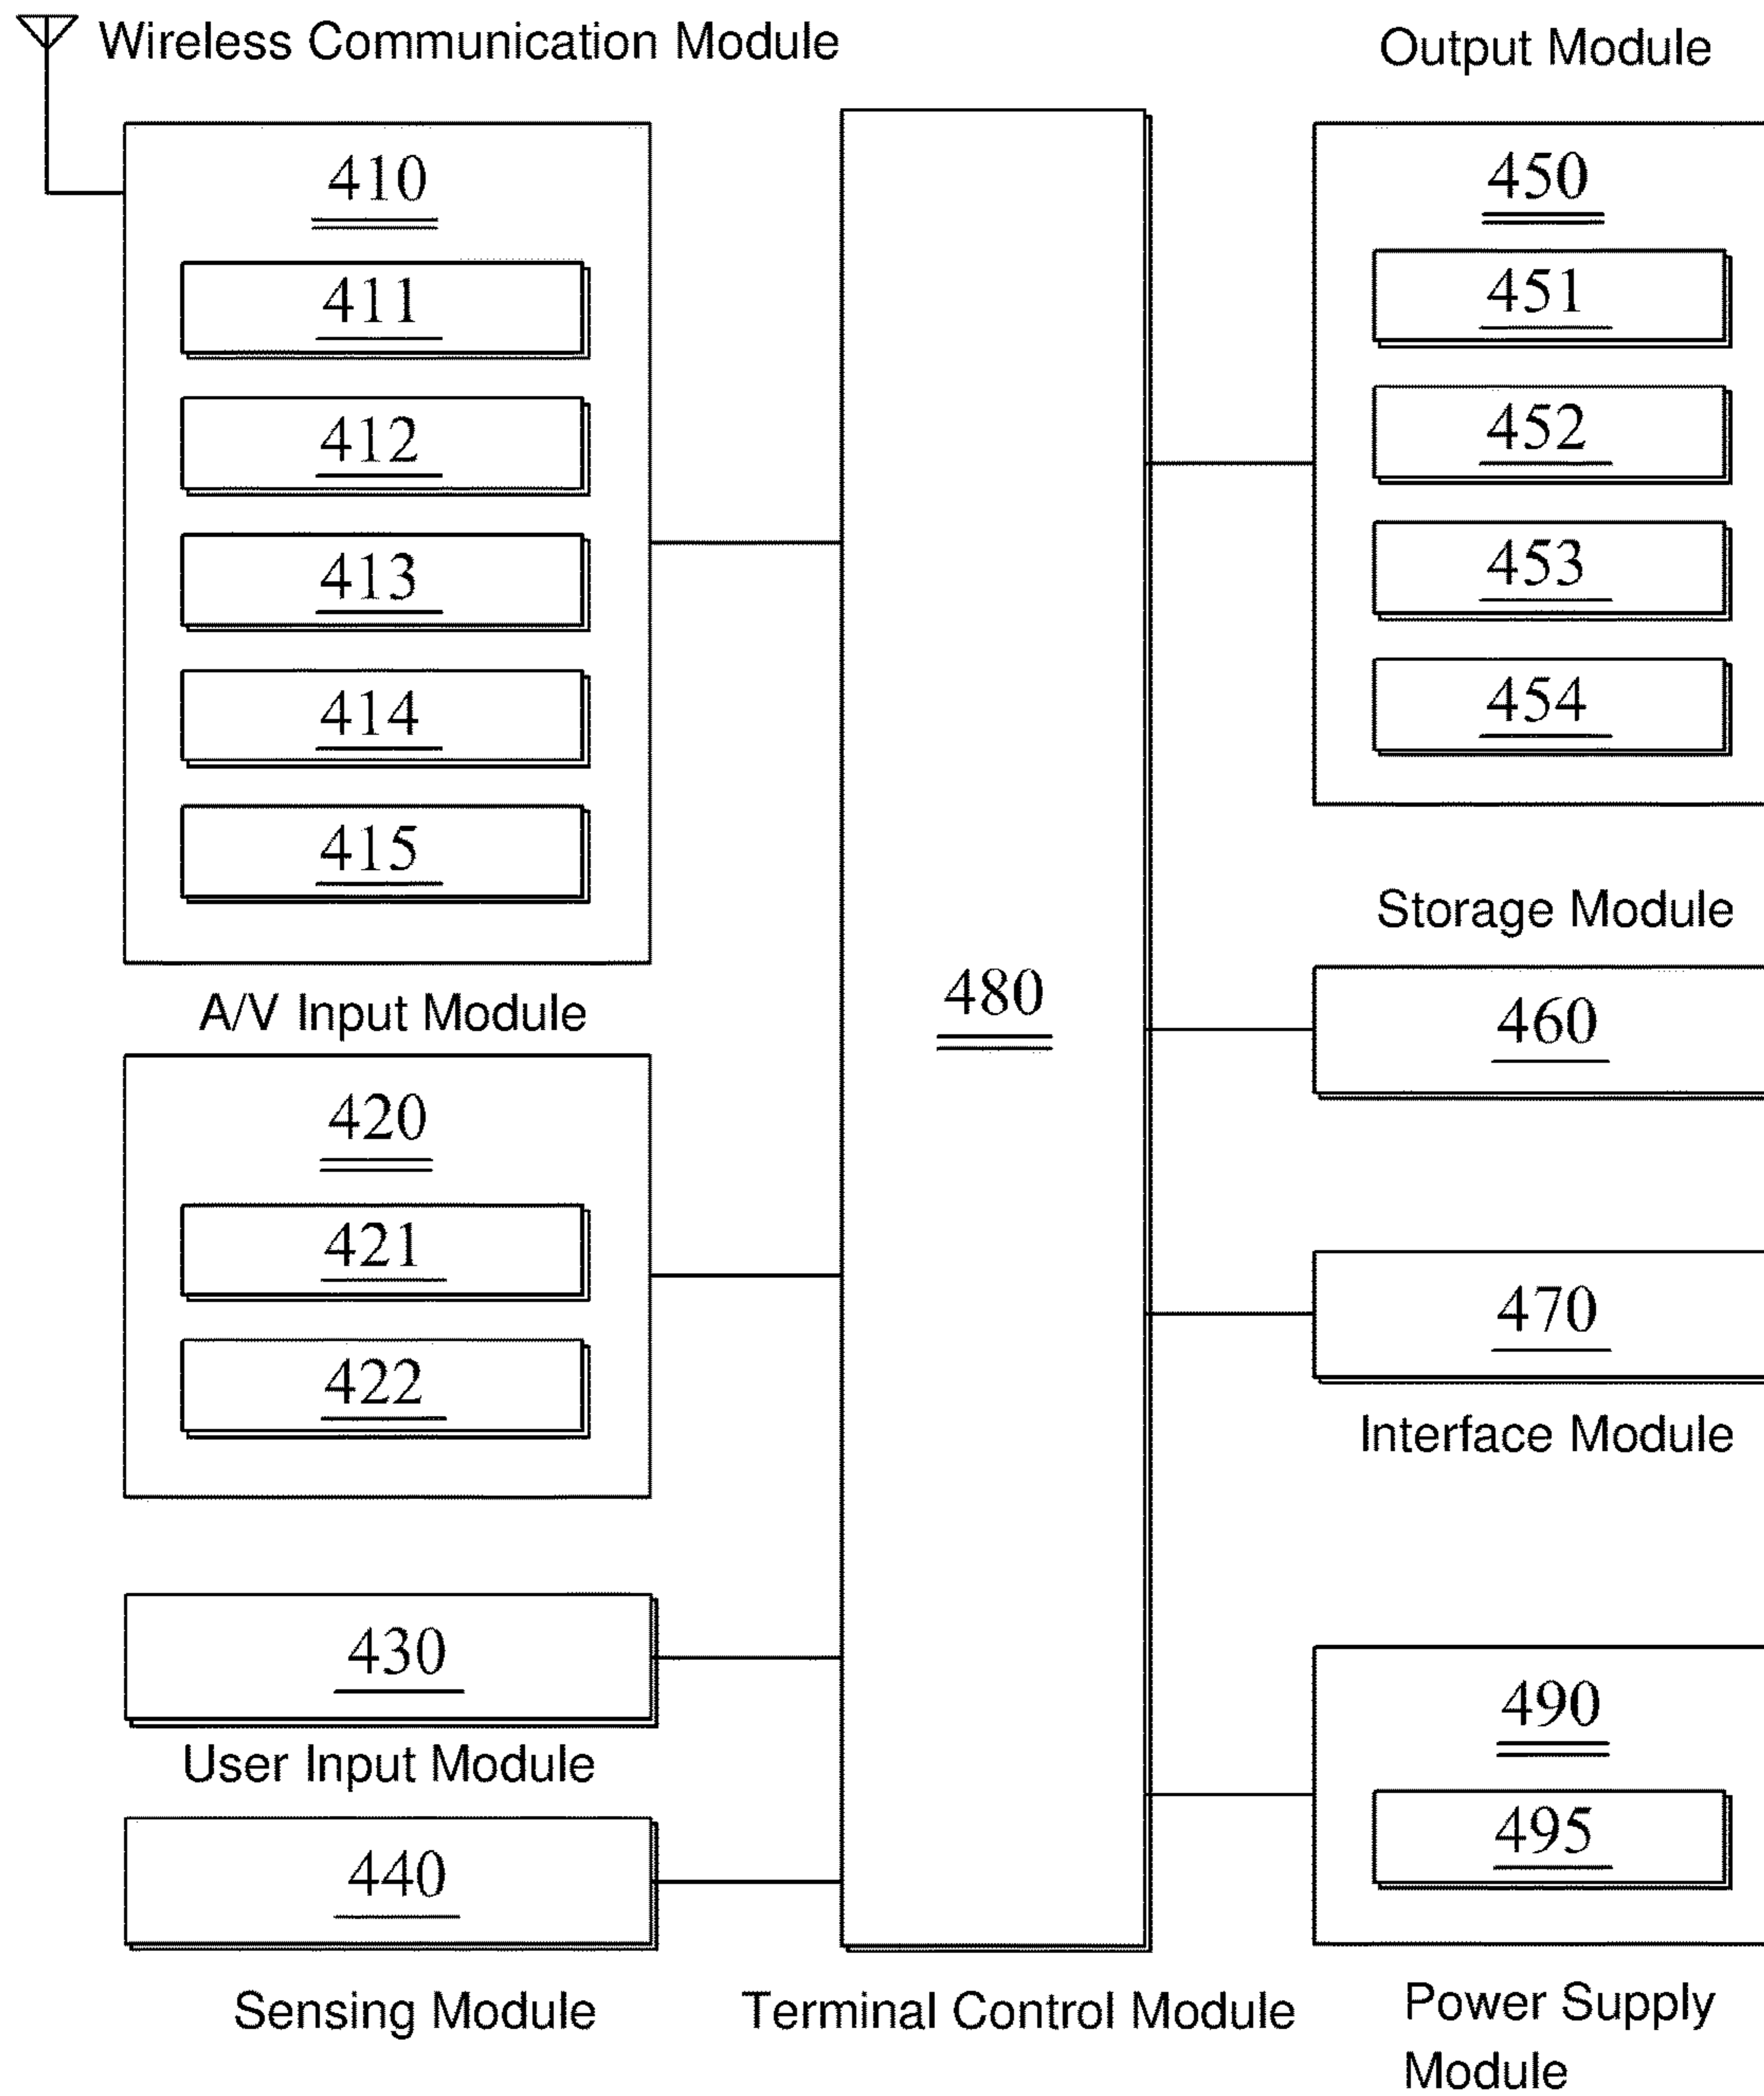 Wireless Communication Module
410
411
412
413
414
415
A/V Input Module
420
421
422
430
User Input Module
440
Sensing Module
480
Terminal Control Module
Output Module
450
451
452
453
454
Storage Module
460
470
Interface Module
490
495
Power Supply
Module